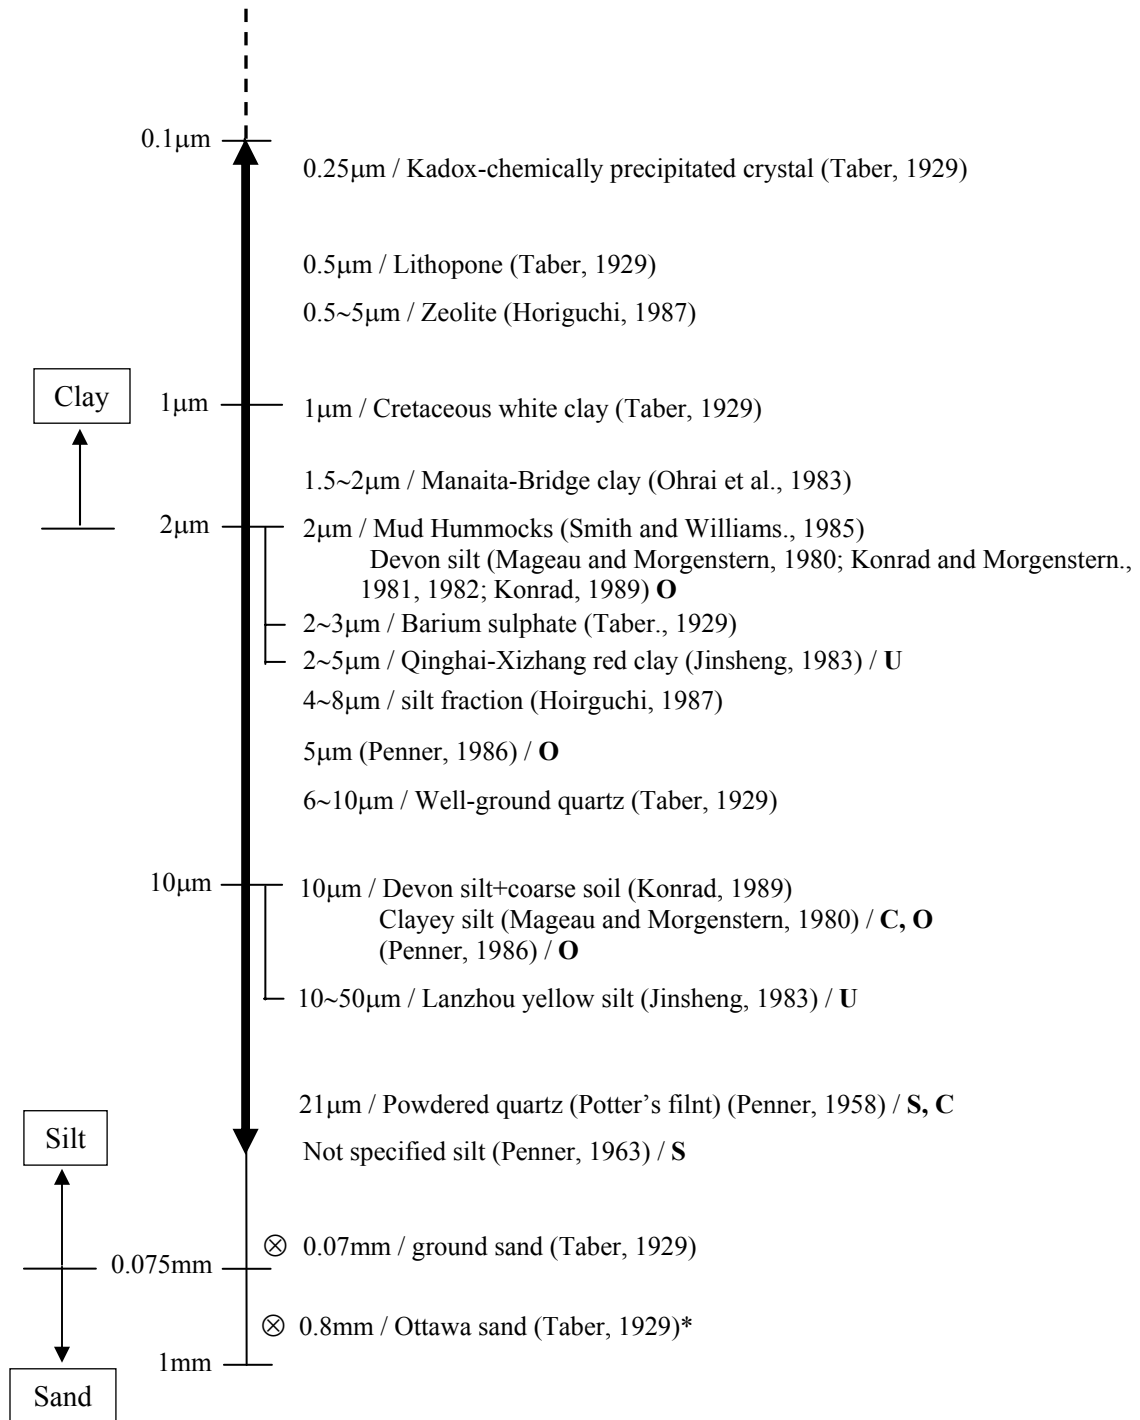 0.1µm
0.25µm / Kadox-chemically precipitated crystal (Taber, 1929)
0.5µm / Lithopone (Taber, 1929)
0.5~5µm / Zeolite (Horiguchi, 1987)
Clay
1µm
1µm / Cretaceous white clay (Taber, 1929)
1.5~2µm / Manaita-Bridge clay (Ohrai et al., 1983)
2µm
2µm / Mud Hummocks (Smith and Williams., 1985)
Devon silt (Mageau and Morgenstern, 1980; Konrad and Morgenstern.,
1981, 1982; Konrad, 1989) O
2~3µm / Barium sulphate (Taber., 1929)
2~5µm / Qinghai-Xizhang red clay (Jinsheng, 1983) / U
4~8µm / silt fraction (Hoirguchi, 1987)
5µm (Penner, 1986) / O
6~10µm / Well-ground quartz (Taber, 1929)
10µm
10µm / Devon silt+coarse soil (Konrad, 1989)
Clayey silt (Mageau and Morgenstern, 1980) / C, O
(Penner, 1986) / O
10~50µm / Lanzhou yellow silt (Jinsheng, 1983) / U
21µm / Powdered quartz (Potter's filnt) (Penner, 1958) / S, C
Silt
Not specified silt (Penner, 1963) / S
⊗ 0.07mm / ground sand (Taber, 1929)
0.075mm
⊗ 0.8mm / Ottawa sand (Taber, 1929)*
1mm
Sand